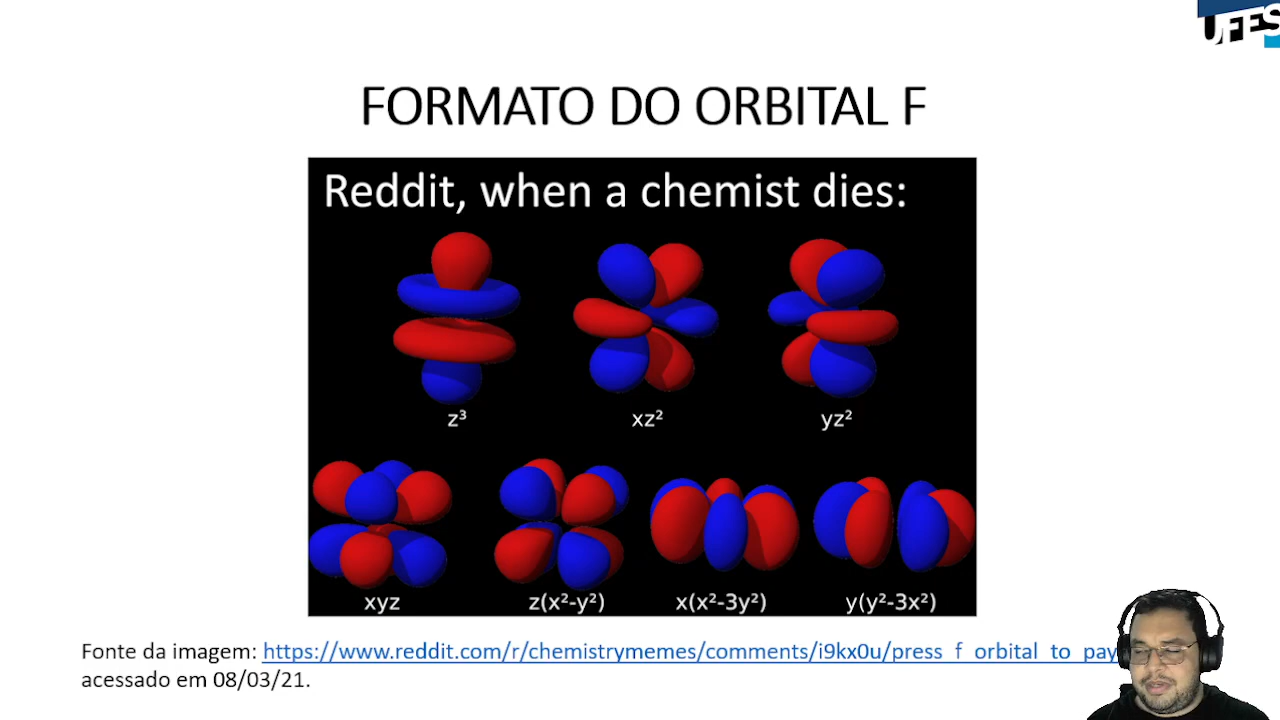 UFES
FORMATO DO ORBITAL F
Reddit, when a chemist dies:
z³
xz²
yz²
xyz
z(x²-y²)
x(x²-3y²)
y(y²-3x²)
Fonte da imagem: https://www.reddit.com/r/chemistrymemes/comments/i9kx0u/press_f_orbital_to_pay
acessado em 08/03/21.